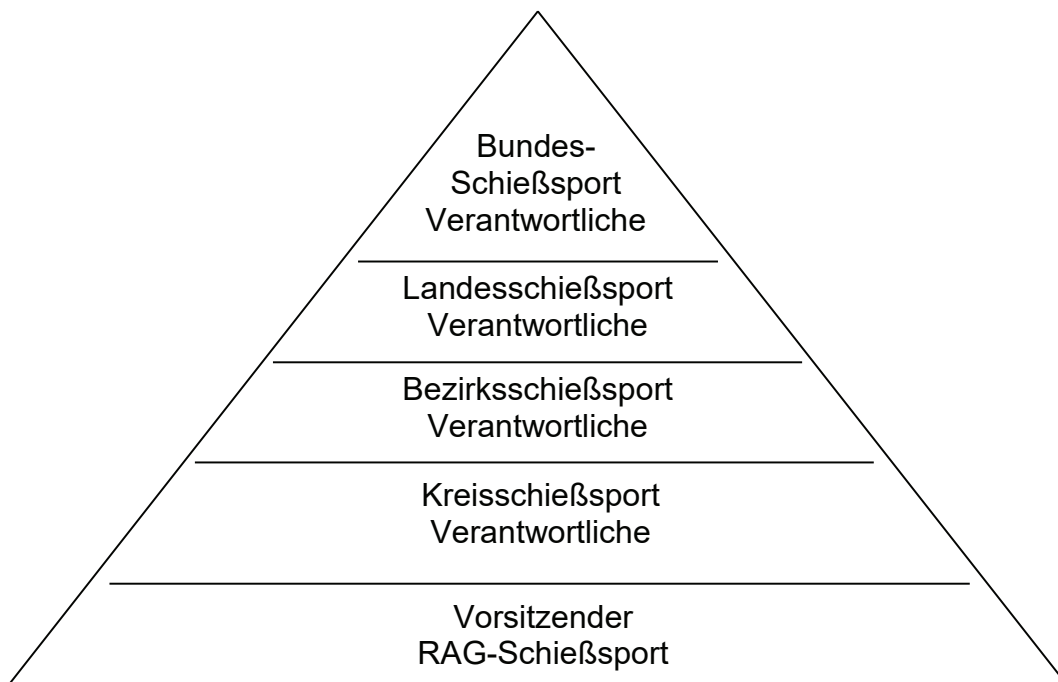 Bundes-
Schießsport
Verantwortliche
Landesschießsport
Verantwortliche
Bezirksschießsport
Verantwortliche
Kreisschießsport
Verantwortliche
Vorsitzender
RAG-Schießsport